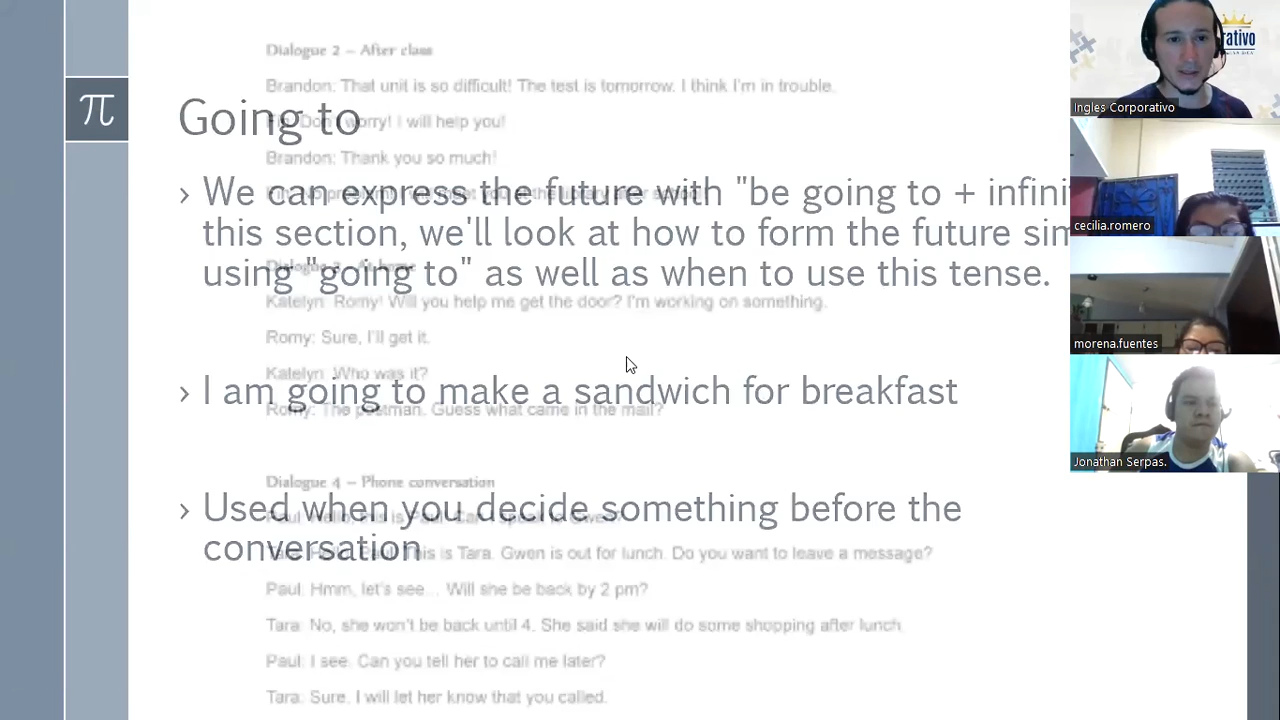 Dialogue 2 – After class
Brandon: That unit is so difficult! The test is tomorrow. I think I'm in trouble.
Going to
Don't worry! I will help you!
Brandon: Thank you so much!
› We can express the future with "be going to + infinit
this section, we'll look at how to form the future sim
using "going to" as well as when to use this tense.
Katelyn: Romy! Will you help me get the door? I'm working on something.
Romy: Sure, I'll get it.
Katelyn: Who was it?
› I am going to make a sandwich for breakfast
Romy: The postman. Guess what came in the mail?
Dialogue 4 – Phone conversation
› Used when you decide something before the
conversation
Paul! This is Tara. Gwen is out for lunch. Do you want to leave a message?
Paul: Hmm, let's see... Will she be back by 2 pm?
Tara: No, she won't be back until 4. She said she will do some shopping after lunch.
Paul: I see. Can you tell her to call me later?
Tara: Sure. I will let her know that you called.
π
rativo
Ingles Corporativo
cecilia.romero
morena.fuentes
Jonathan Serpas.